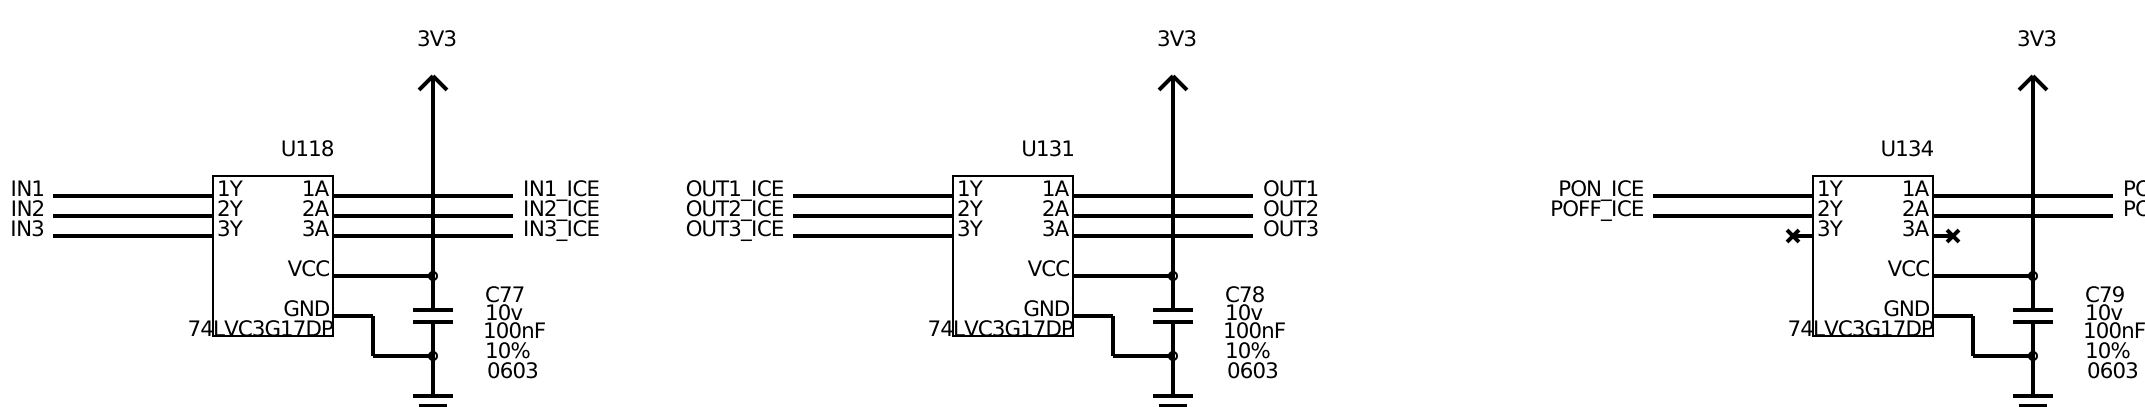 3V3
3V3
3V3
U118
U131
U134
IN1 1Y 1A IN1_ICE
IN2 2Y 2A IN2_ICE
IN3 3Y 3A IN3_ICE
VCC
GND
74LVC3G17DP
C77
10v
100nF
10%
0603
OUT1_ICE 1Y 1A OUT1
OUT2_ICE 2Y 2A OUT2
OUT3_ICE 3Y 3A OUT3
VCC
GND
74LVC3G17DP
C78
10v
100nF
10%
0603
PON_ICE 1Y 1A
POFF_ICE 2Y 2A
3Y 3A
VCC
GND
74LVC3G17DP
C79
10v
100nF
10%
0603